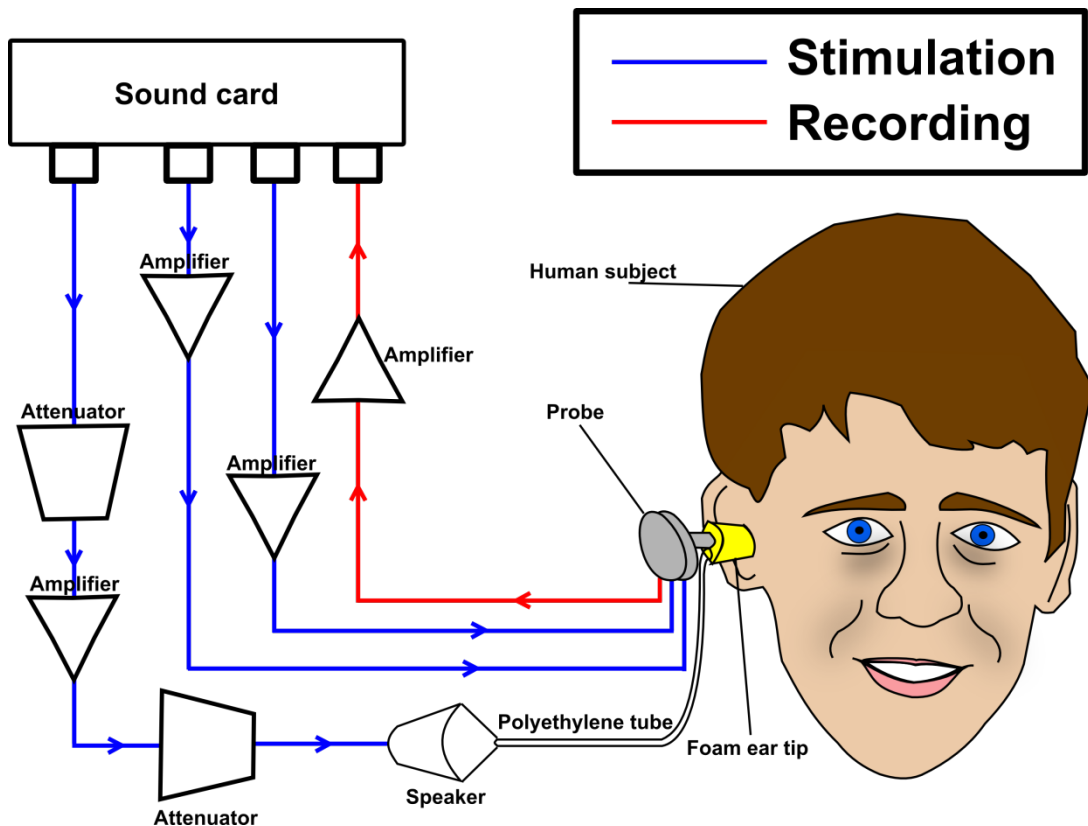 Sound card
Stimulation
Recording
Amplifier
Human subject
Amplifier
Probe
Attenuator
Amplifier
Amplifier
Polyethylene tube
Foam ear tip
Speaker
Attenuator